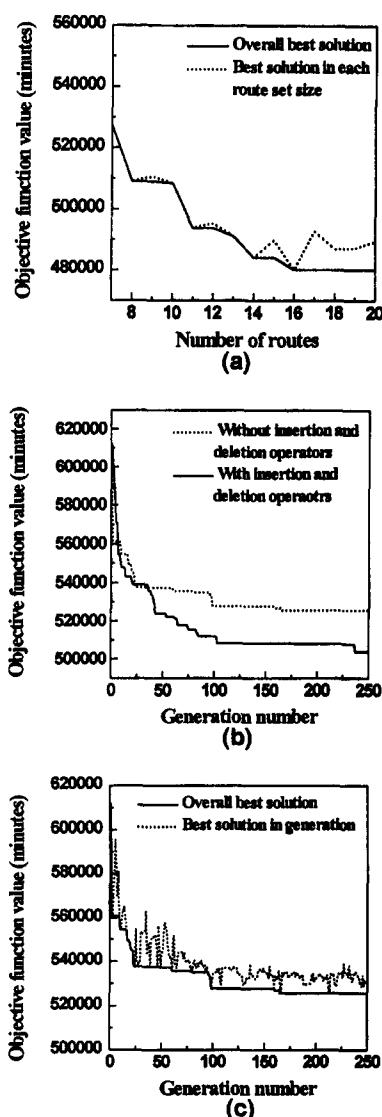 Objective function value (minutes)
560000
540000
520000
500000
480000
Overall best solution
Best solution in each
route set size
8 10 12 14 16 18 20
Number of routes
(a)
Objective function value (minutes)
620000
600000
580000
560000
540000
520000
500000
Without insertion and
deletion operators
With insertion and
deletion operaotrs
0 50 100 150 200 250
Generation number
(b)
Objective function value (minutes)
620000
600000
580000
560000
540000
520000
500000
Overall best solution
Best solution in generation
0 50 100 150 200 250
Generation number
(c)